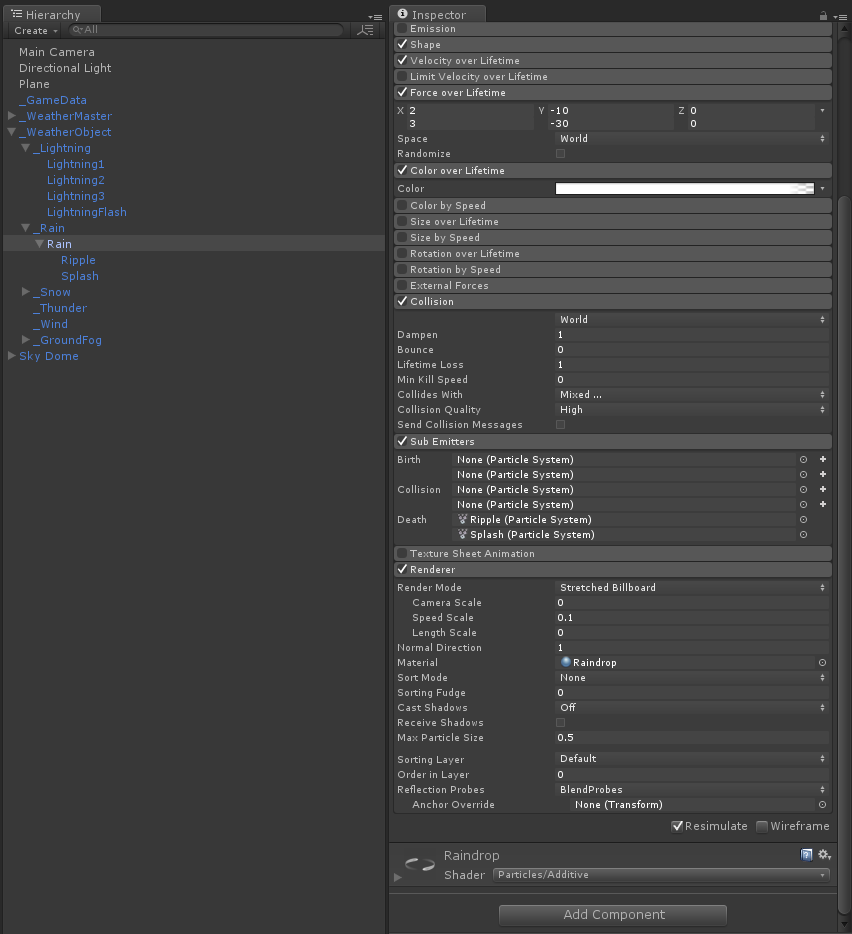 Hierarchy
Create
All
Main Camera
Directional Light
Plane
_GameData
_WeatherMaster
_WeatherObject
_Lightning
Lightning1
Lightning2
Lightning3
LightningFlash
_Rain
Rain
Ripple
Splash
_Snow
_Thunder
_Wind
_GroundFog
Sky Dome
Inspector
Emission
Shape
Velocity over Lifetime
Limit Velocity over Lifetime
Force over Lifetime
X 2 Y -10 Z 0
3 -30 0
Space World
Randomize
Color over Lifetime
Color
Color by Speed
Size over Lifetime
Size by Speed
Rotation over Lifetime
Rotation by Speed
External Forces
Collision
World
Dampen 1
Bounce 0
Lifetime Loss 1
Min Kill Speed 0
Collides With Mixed ...
Collision Quality High
Send Collision Messages
Sub Emitters
Birth None (Particle System)
None (Particle System)
Collision None (Particle System)
None (Particle System)
Death Ripple (Particle System)
Splash (Particle System)
Texture Sheet Animation
Renderer
Render Mode Stretched Billboard
Camera Scale 0
Speed Scale 0.1
Length Scale 0
Normal Direction 1
Material Raindrop
Sort Mode None
Sorting Fudge 0
Cast Shadows Off
Receive Shadows
Max Particle Size 0.5
Sorting Layer Default
Order in Layer 0
Reflection Probes BlendProbes
Anchor Override None (Transform)
Resimulate Wireframe
Raindrop
Shader Particles/Additive
Add Component